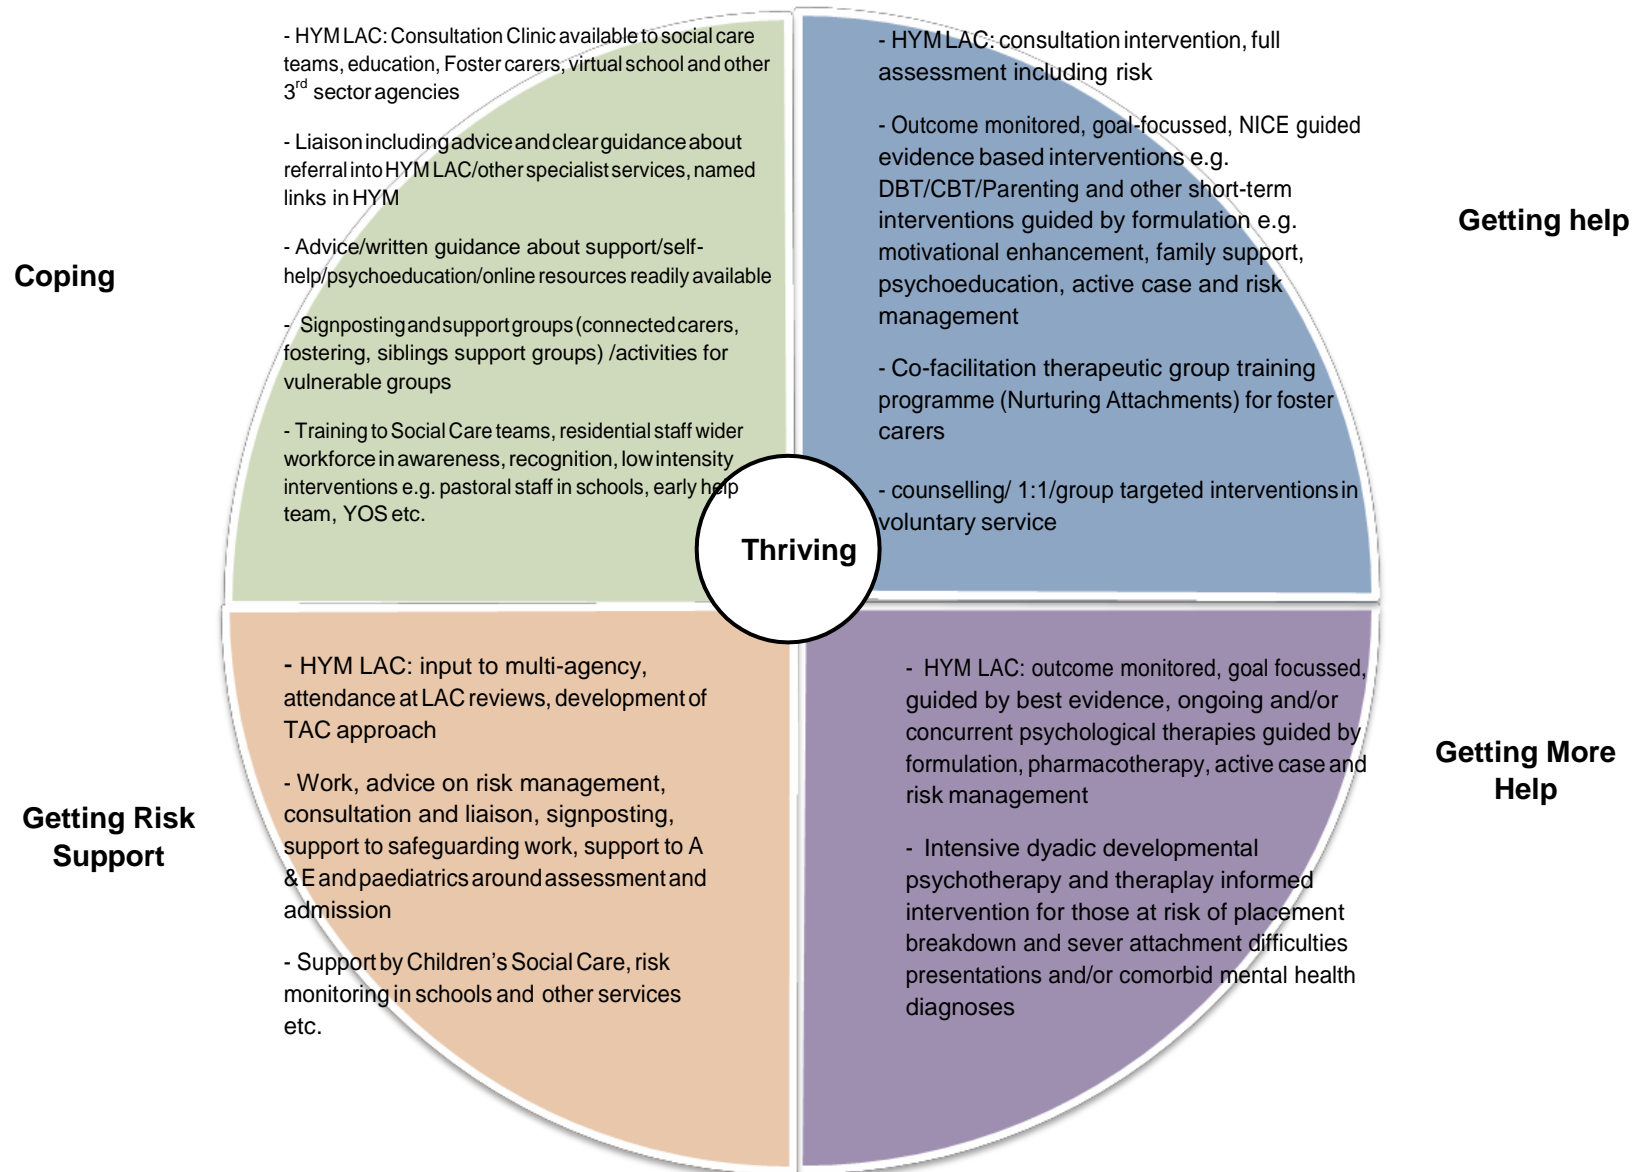 Coping
- HYM LAC: Consultation Clinic available to social care
teams, education, Foster carers, virtual school and other
3rd sector agencies
- Liaison including advice and clear guidance about
referral into HYM LAC/other specialist services, named
links in HYM
- Advice/written guidance about support/self-
help/psychoeducation/online resources readily available
- Signposting and support groups (connected carers,
fostering, siblings support groups) /activities for
vulnerable groups
- Training to Social Care teams, residential staff wider
workforce in awareness, recognition, low intensity
interventions e.g. pastoral staff in schools, early help
team, YOS etc.
Getting help
- HYM LAC: consultation intervention, full
assessment including risk
- Outcome monitored, goal-focussed, NICE guided
evidence based interventions e.g.
DBT/CBT/Parenting and other short-term
interventions guided by formulation e.g.
motivational enhancement, family support,
psychoeducation, active case and risk
management
- Co-facilitation therapeutic group training
programme (Nurturing Attachments) for foster
carers
- counselling/ 1:1/group targeted interventions in
voluntary service
Thriving
Getting Risk
Support
- HYM LAC: input to multi-agency,
attendance at LAC reviews, development of
TAC approach
- Work, advice on risk management,
consultation and liaison, signposting,
support to safeguarding work, support to A
& E and paediatrics around assessment and
admission
- Support by Children’s Social Care, risk
monitoring in schools and other services
etc.
Getting More
Help
- HYM LAC: outcome monitored, goal focussed,
guided by best evidence, ongoing and/or
concurrent psychological therapies guided by
formulation, pharmacotherapy, active case and
risk management
- Intensive dyadic developmental
psychotherapy and theraplay informed
intervention for those at risk of placement
breakdown and sever attachment difficulties
presentations and/or comorbid mental health
diagnoses